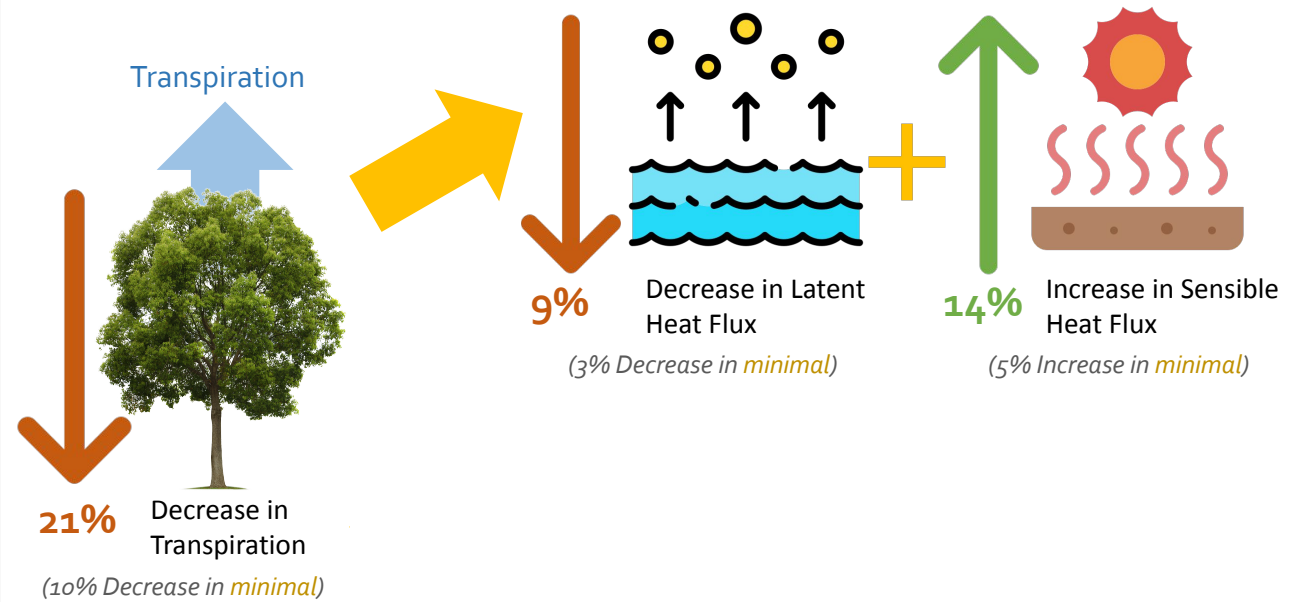 Transpiration
21%
Decrease in
Transpiration
(10% Decrease in minimal)
9%
Decrease in Latent
Heat Flux
(3% Decrease in minimal)
14%
Increase in Sensible
Heat Flux
(5% Increase in minimal)